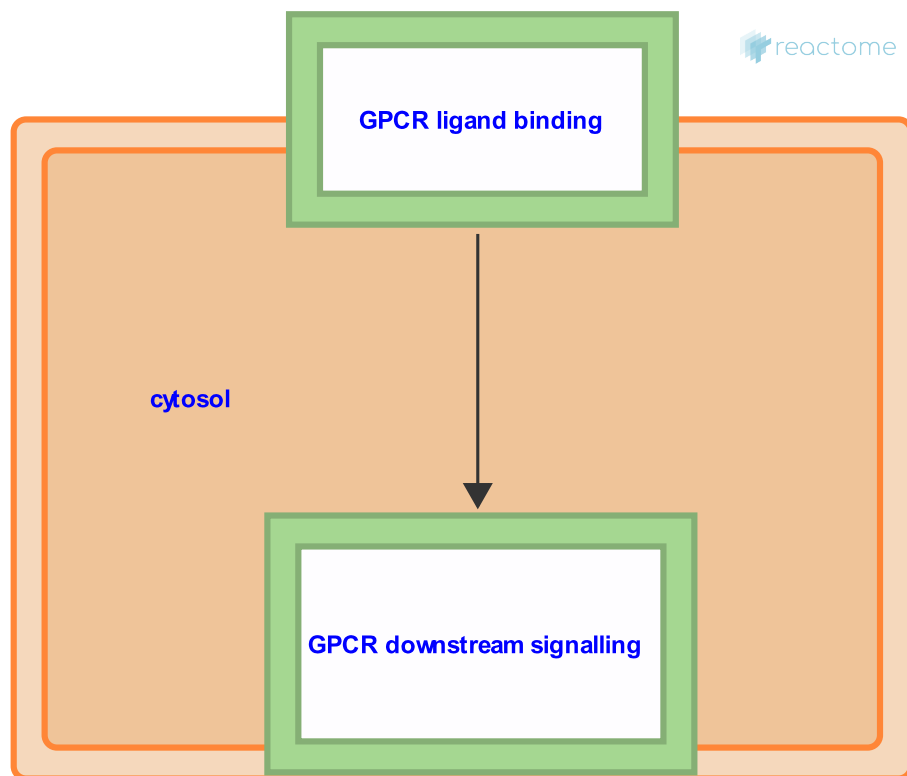 reactome
GPCR ligand binding
cytosol
GPCR downstream signalling